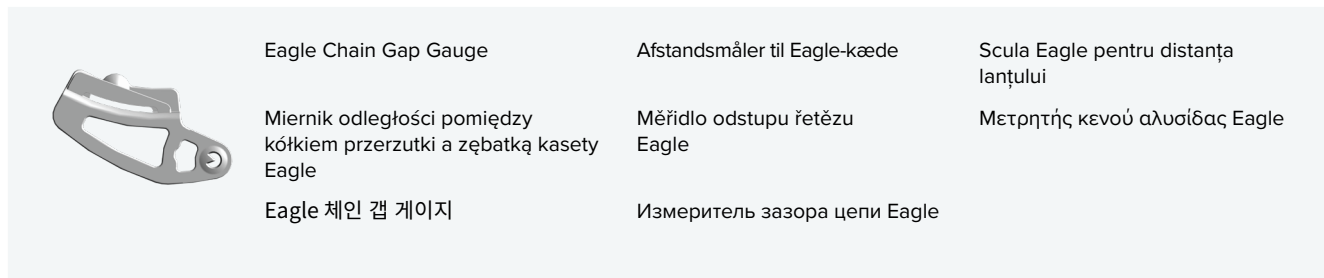 Eagle Chain Gap Gauge
Afstandsmåler til Eagle-kæde
Scula Eagle pentru distanța
lanțului
Miernik odległości pomiędzy
kółkiem przerzutki a zębatką kasety
Eagle
Měřidlo odstupu řetězu
Eagle
Μετρητής κενού αλυσίδας Eagle
Eagle 체인 갭 게이지
Измеритель зазора цепи Eagle